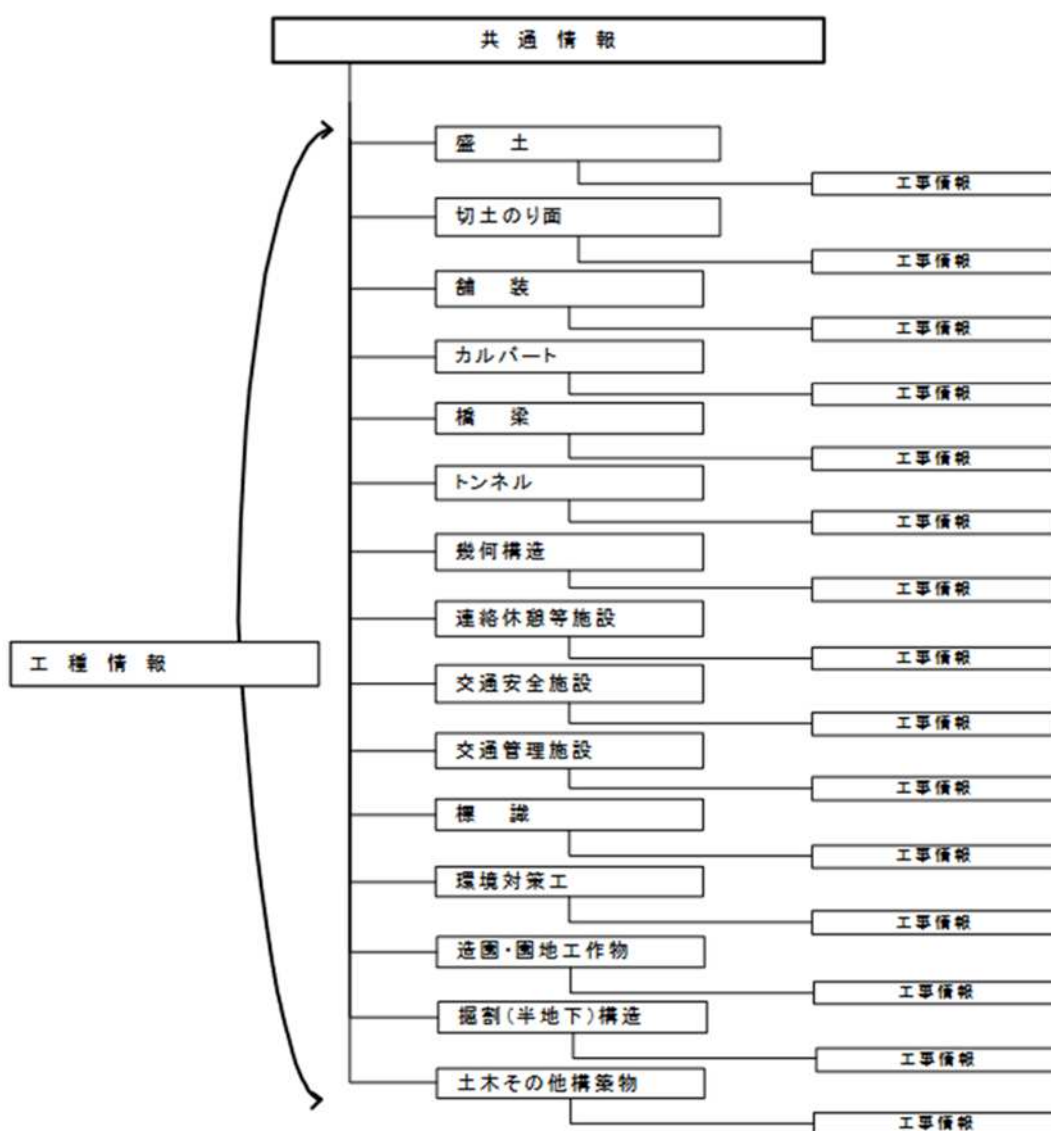 共通情報
盛土
工事情報
切土のり面
工事情報
舗装
工事情報
カルバート
工事情報
橋梁
工事情報
トンネル
工事情報
幾何構造
工事情報
連絡休憩等施設
工事情報
工種情報
交通安全施設
工事情報
交通管理施設
工事情報
標識
工事情報
環境対策工
工事情報
造園・園地工作物
工事情報
掘割(半地下)構造
工事情報
土木その他構築物
工事情報